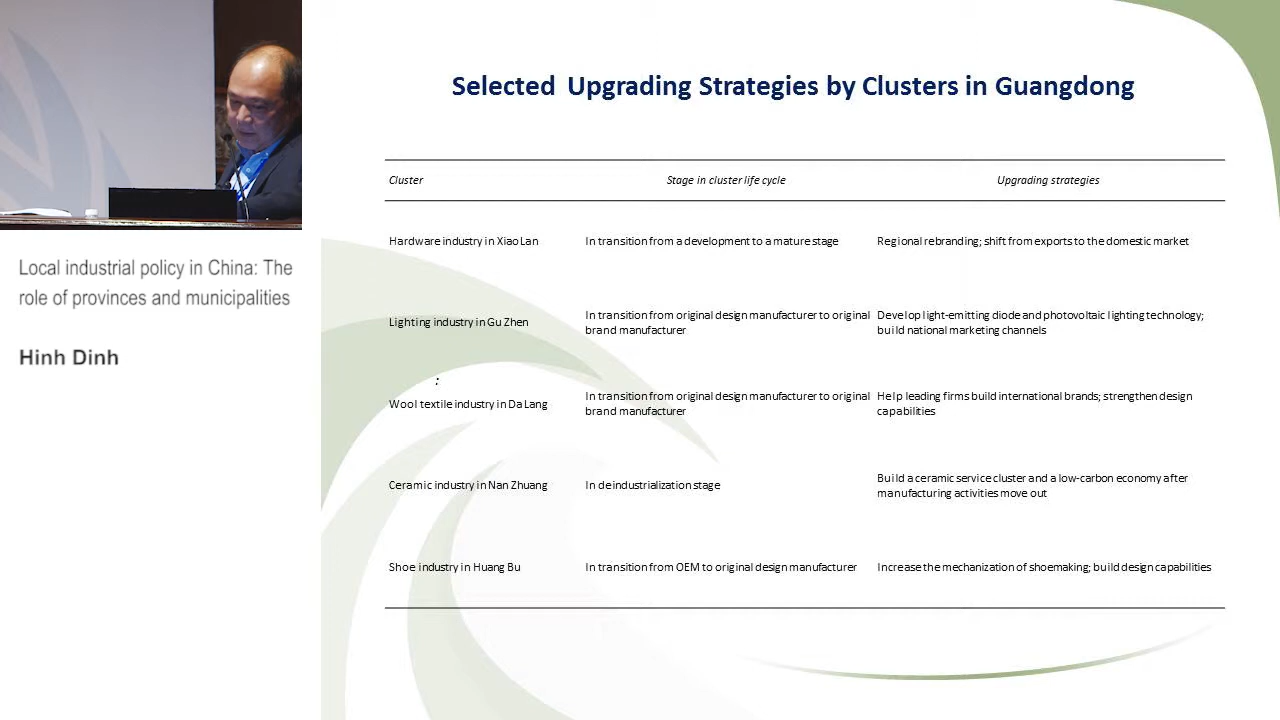 Local industrial policy in China: The
role of provinces and municipalities
Hinh Dinh
Selected Upgrading Strategies by Clusters in Guangdong
Cluster Stage in cluster life cycle Upgrading strategies
Hardware industry in Xiao Lan In transition from a development to a mature stage Regional rebranding; shift from exports to the domestic market
Lighting industry in Gu Zhen In transition from original design manufacturer to original Develop light-emitting diode and photovoltaic lighting technology;
brand manufacturer build national marketing channels
:
Wool textile industry in Da Lang In transition from original design manufacturer to original Help leading firms build international brands; strengthen design
brand manufacturer capabilities
Ceramic industry in Nan Zhuang In deindustrialization stage Build a ceramic service cluster and a low-carbon economy after
manufacturing activities move out
Shoe industry in Huang Bu In transition from OEM to original design manufacturer Increase the mechanization of shoemaking; build design capabilities